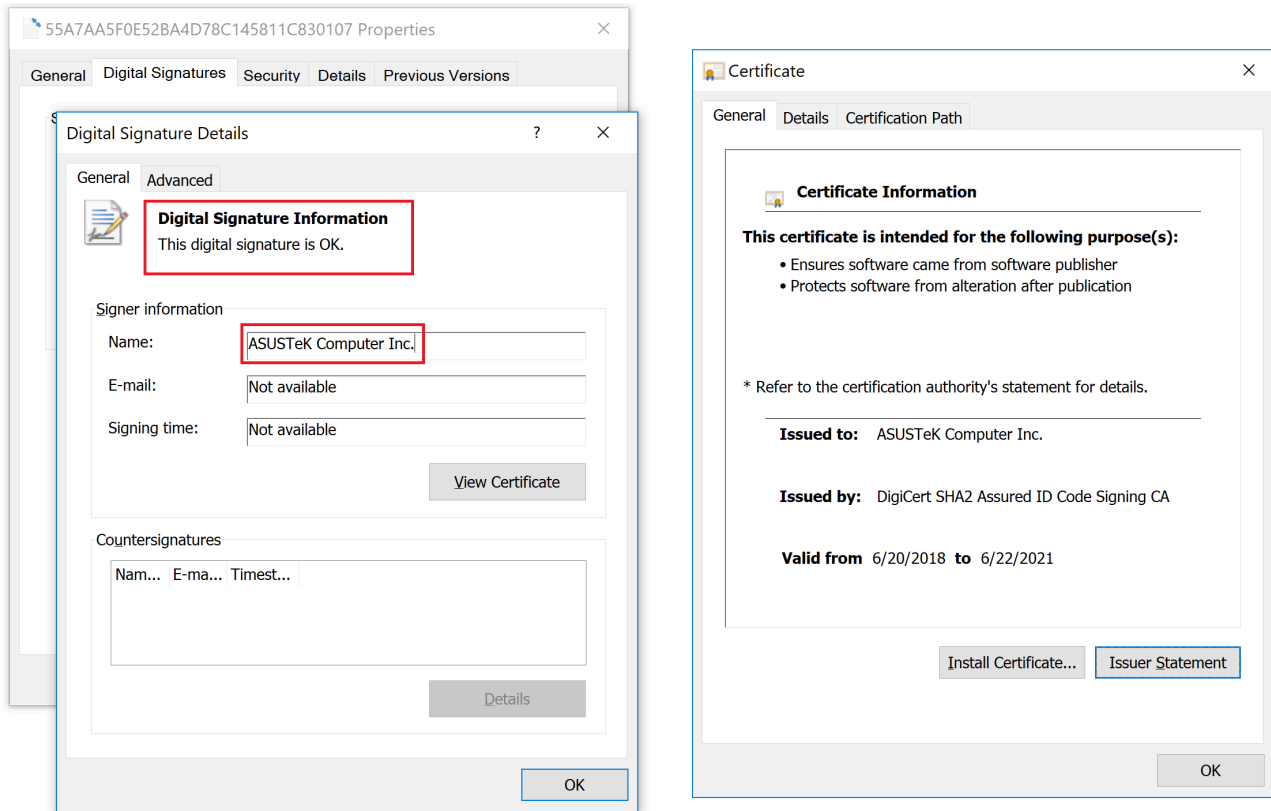 55A7AA5F0E52BA4D78C145811C830107 Properties
General Digital Signatures Security Details Previous Versions
Digital Signature Details
General Advanced
Digital Signature Information
This digital signature is OK.
Signer information
Name: ASUSTeK Computer Inc.
E-mail: Not available
Signing time: Not available
View Certificate
Countersignatures
Nam... E-ma... Timest...
Details
OK
Certificate
General Details Certification Path
Certificate Information
This certificate is intended for the following purpose(s):
• Ensures software came from software publisher
• Protects software from alteration after publication
* Refer to the certification authority's statement for details.
Issued to: ASUSTeK Computer Inc.
Issued by: DigiCert SHA2 Assured ID Code Signing CA
Valid from 6/20/2018 to 6/22/2021
Install Certificate... Issuer Statement
OK